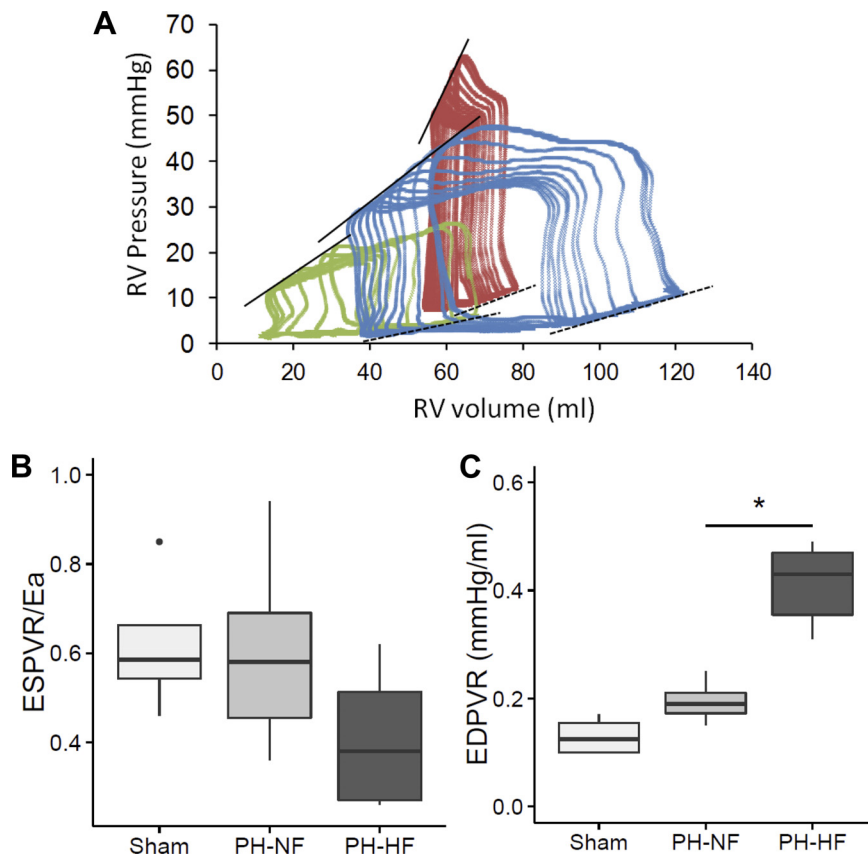 A
RV Pressure (mmHg)
70
60
50
40
30
20
10
0
0 20 40 60 80 100 120 140
RV volume (ml)
B
ESPVR/Ea
1.0
0.8
0.6
0.4
Sham PH-NF PH-HF
C
EDPVR (mmHg/ml)
0.6
0.4
0.2
0.0
*
Sham PH-NF PH-HF